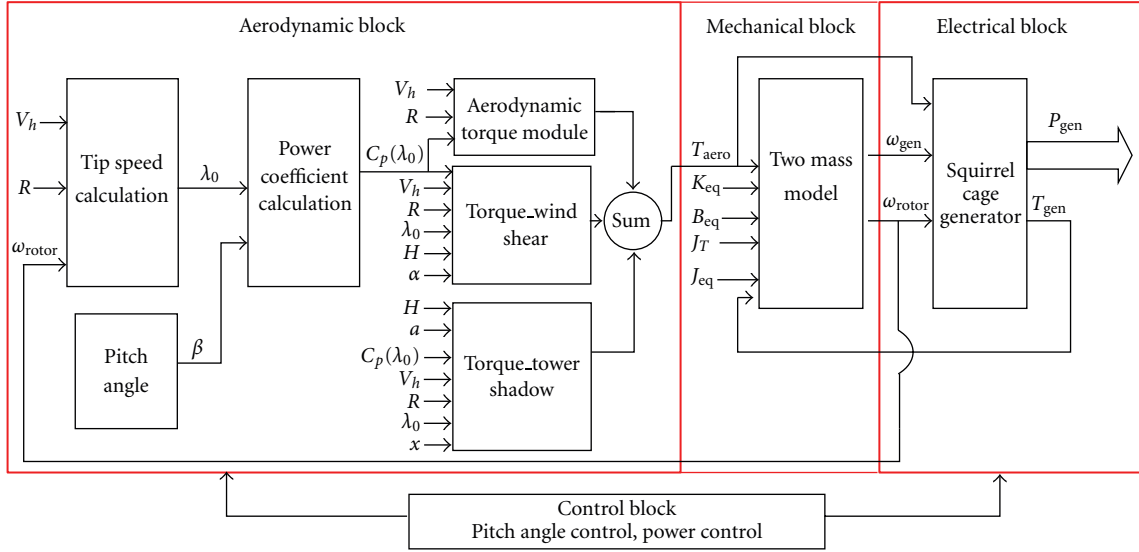 Aerodynamic block
Mechanical block
Electrical block
V_h
R
ω_rotor
Tip speed
calculation
λ_0
Pitch
angle
β
Power
coefficient
calculation
C_p(λ_0)
V_h
R
Aerodynamic
torque module
V_h
R
λ_0
H
α
Torque_wind
shear
H
a
C_p(λ_0)
V_h
R
λ_0
x
Torque_tower
shadow
Sum
T_aero
K_eq
B_eq
J_T
J_eq
Two mass
model
ω_gen
ω_rotor
Squirrel
cage
generator
P_gen
T_gen
Control block
Pitch angle control, power control